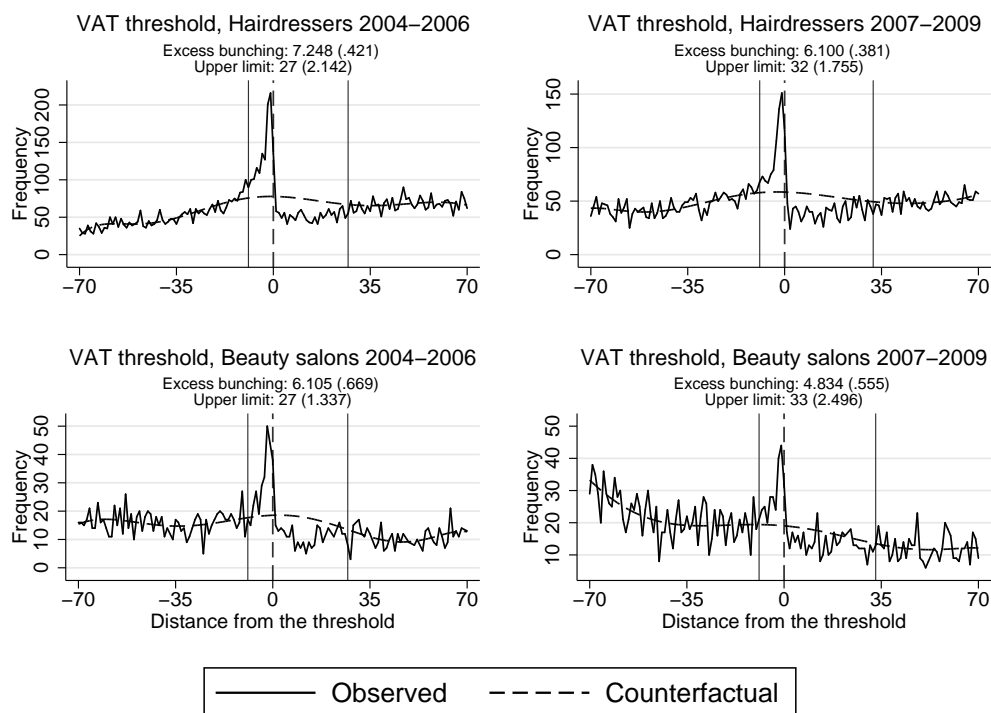 VAT threshold, Hairdressers 2004−2006
Excess bunching: 7.248 (.421)
Upper limit: 27 (2.142)
Frequency
0 50 100 150 200
−70 −35 0 35 70
VAT threshold, Hairdressers 2007−2009
Excess bunching: 6.100 (.381)
Upper limit: 32 (1.755)
Frequency
0 50 100 150
−70 −35 0 35 70
VAT threshold, Beauty salons 2004−2006
Excess bunching: 6.105 (.669)
Upper limit: 27 (1.337)
Frequency
0 10 20 30 40 50
−70 −35 0 35 70
Distance from the threshold
VAT threshold, Beauty salons 2007−2009
Excess bunching: 4.834 (.555)
Upper limit: 33 (2.496)
Frequency
10 20 30 40 50
−70 −35 0 35 70
Distance from the threshold
Observed Counterfactual